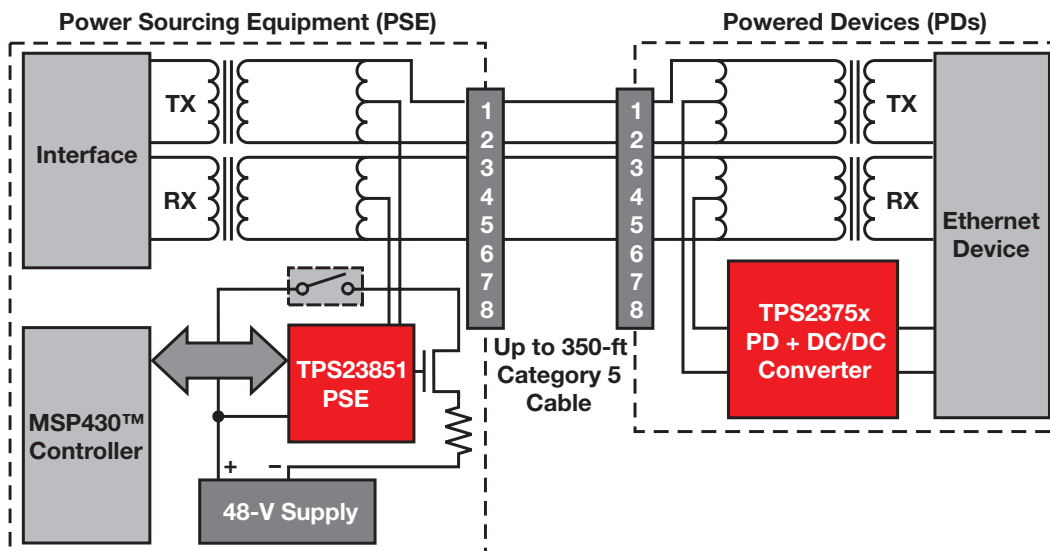 Power Sourcing Equipment (PSE)
Powered Devices (PDs)
Interface
TX
RX
1
2
3
4
5
6
7
8
1
2
3
4
5
6
7
8
TX
RX
Ethernet
Device
MSP430™
Controller
TPS23851
PSE
+
–
48-V Supply
Up to 350-ft
Category 5
Cable
TPS2375x
PD + DC/DC
Converter